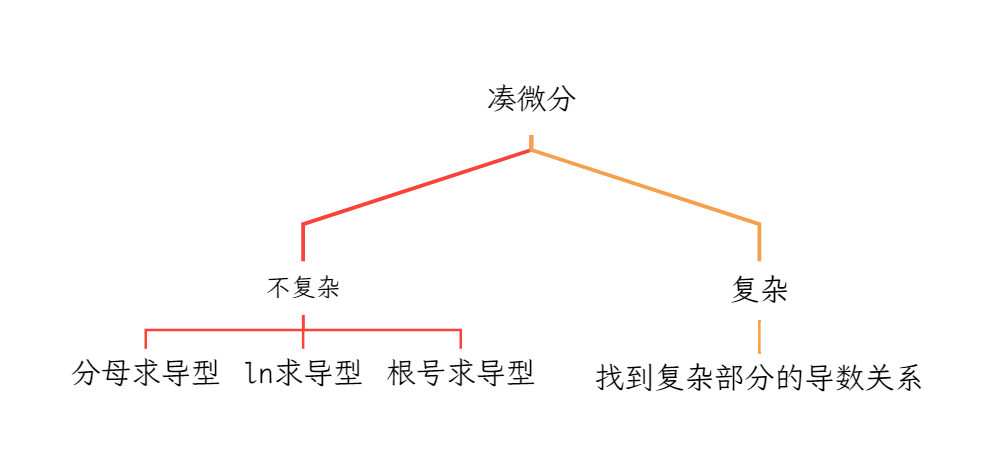 凑微分
不复杂
复杂
分母求导型
ln求导型
根号求导型
找到复杂部分的导数关系